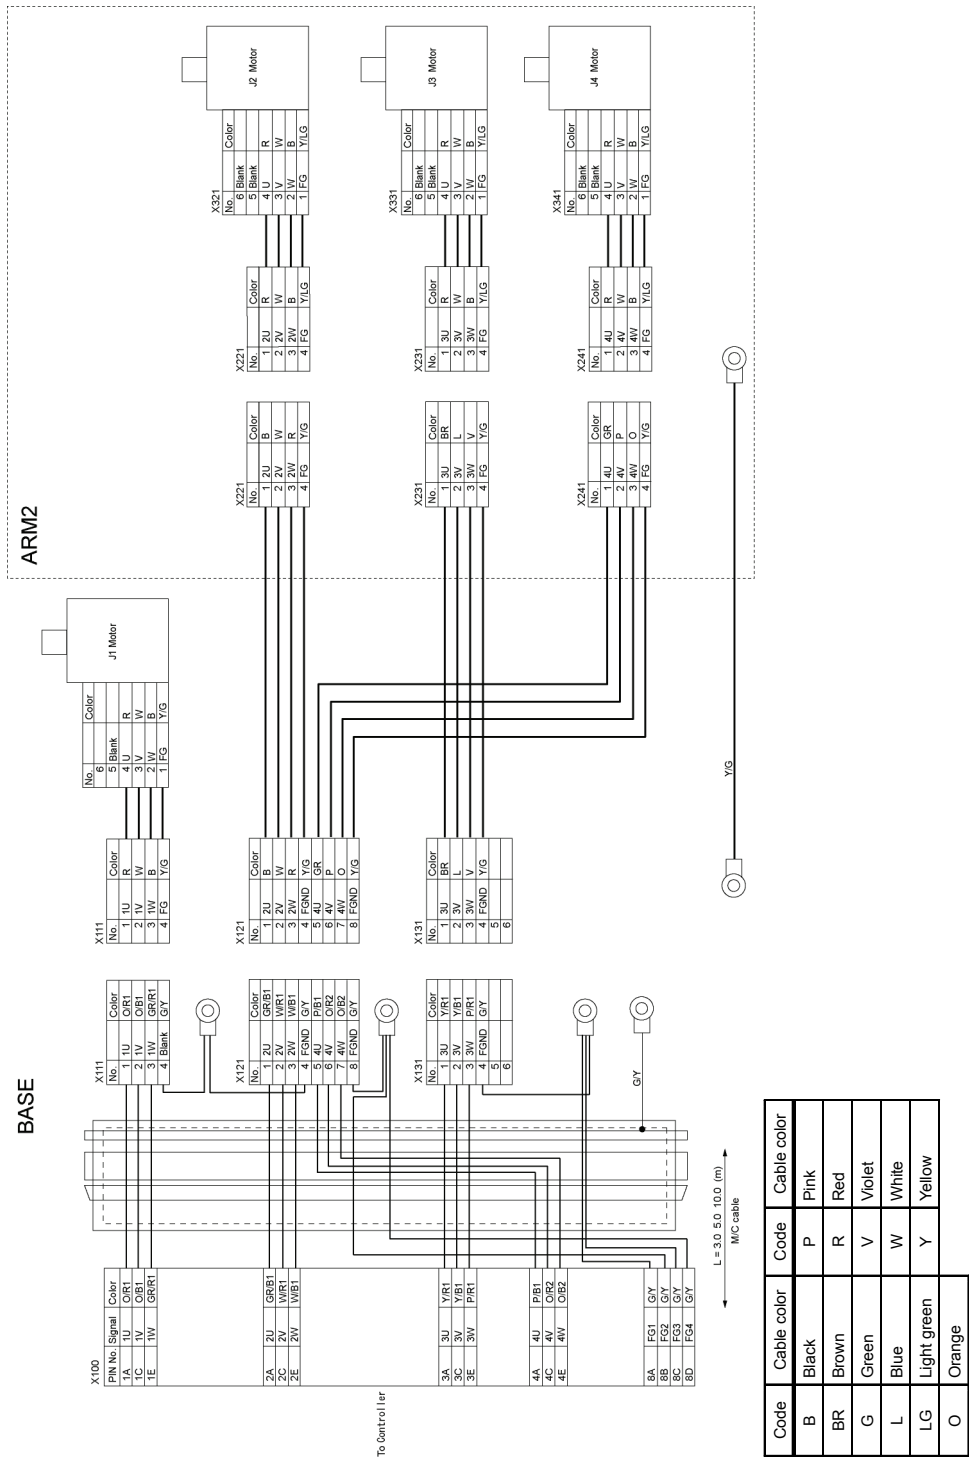 BASE
ARM2
To Controller
X100
PIN No. Signal Color
1A 1U O/R1
1C 1V O/B1
1E 1W GR/R1
2A 2U GR/B1
2C 2V W/R1
2E 2W W/B1
3A 3U Y/R1
3C 3V Y/B1
3E 3W P/R1
4A 4U P/B1
4C 4V O/R2
4E 4W O/B2
8A FG1 G/Y
8B FG2 G/Y
8C FG3 G/Y
8D FG4 G/Y
L = 3.0 5.0 10.0 (m)
M/C cable
G/Y
X111
No. Color
1 1U O/R1
2 1V O/B1
3 1W GR/R1
4 Blank G/Y
X121
No. Color
1 2U GR/B1
2 2V W/R1
3 2W W/B1
4 FGND G/Y
5 4U P/B1
6 4V O/R2
7 4W O/B2
8 FGND G/Y
X131
No. Color
1 3U Y/R1
2 3V Y/B1
3 3W P/R1
4 FGND G/Y
5
6
X111
No. Color
1 1U R
2 1V W
3 1W B
4 FG Y/G
X121
No. Color
1 2U B
2 2V W
3 2W R
4 FGND Y/G
5 4U GR
6 4V P
7 4W O
8 FGND Y/G
X131
No. Color
1 3U BR
2 3V L
3 3W V
4 FGND Y/G
5
6
No. Color
6
5 Blank
4 U R
3 V W
2 W B
1 FG Y/G
J1 Motor
Y/G
X221
No. Color
1 2U B
2 2V W
3 2W R
4 FG Y/G
X231
No. Color
1 3U BR
2 3V L
3 3W V
4 FG Y/G
X241
No. Color
1 4U GR
2 4V P
3 4W O
4 FG Y/G
X221
No. Color
1 2U R
2 2V W
3 2W B
4 FG Y/LG
X231
No. Color
1 3U R
2 3V W
3 3W B
4 FG Y/LG
X241
No. Color
1 4U R
2 4V W
3 4W B
4 FG Y/LG
X321
No. Color
6 Blank
5 Blank
4 U R
3 V W
2 W B
1 FG Y/LG
J2 Motor
X331
No. Color
6 Blank
5 Blank
4 U R
3 V W
2 W B
1 FG Y/LG
J3 Motor
X341
No. Color
6 Blank
5 Blank
4 U R
3 V W
2 W B
1 FG Y/LG
J4 Motor
Code Cable color Code Cable color
B Black P Pink
BR Brown R Red
G Green V Violet
L Blue W White
LG Light green Y Yellow
O Orange